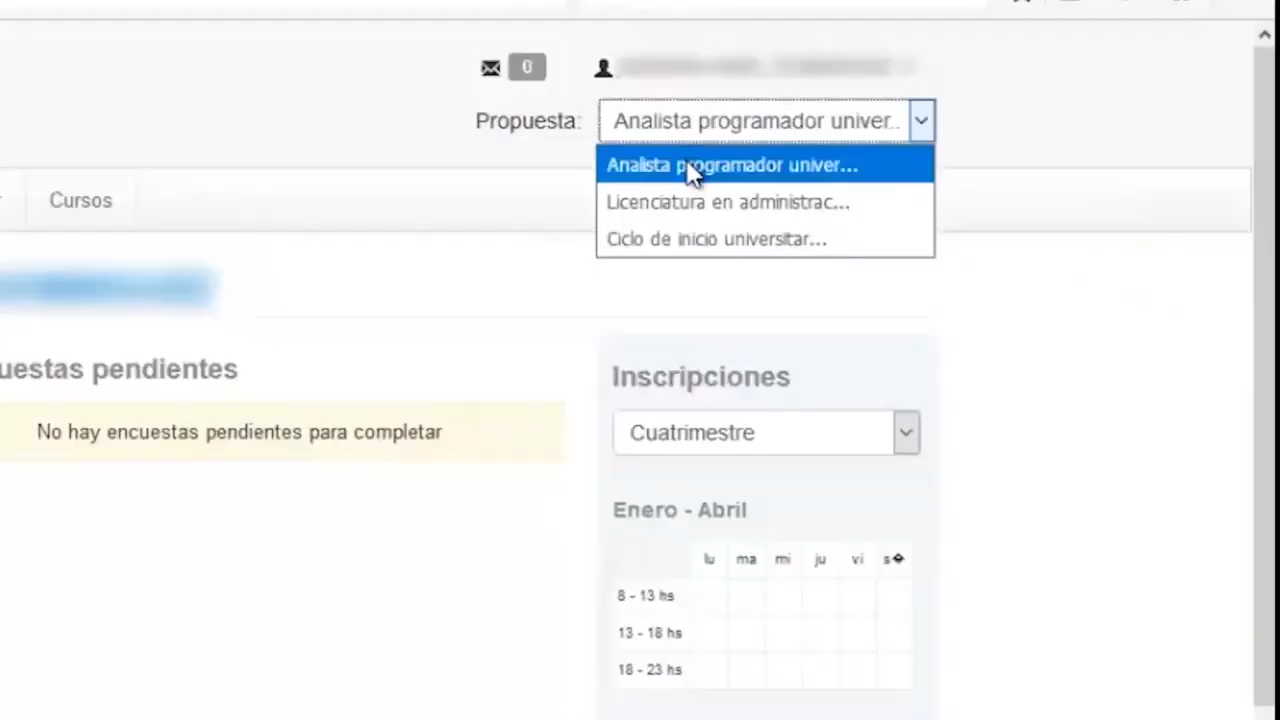 0
Propuesta: Analista programador univer..
Analista programador univer...
Licenciatura en administrac...
Ciclo de inicio universitar...
Cursos
uestas pendientes
No hay encuestas pendientes para completar
Inscripciones
Cuatrimestre
Enero - Abril
lu ma mi ju vi s�
8 - 13 hs
13 - 18 hs
18 - 23 hs